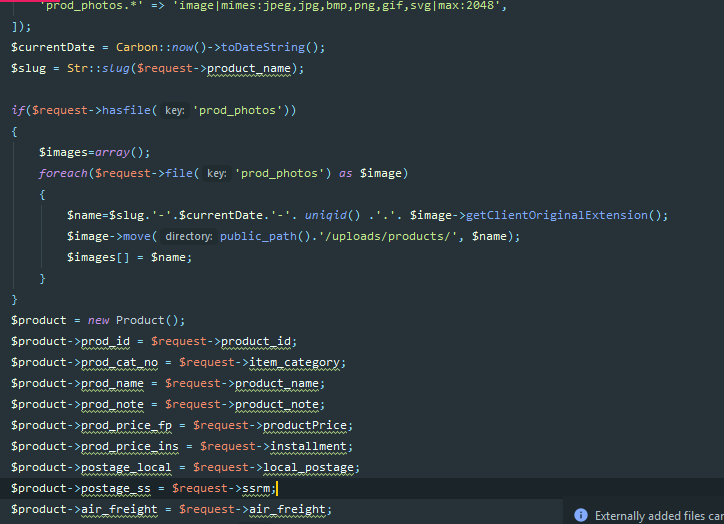 'prod_photos.*' => 'image|mimes:jpeg,jpg,bmp,png,gif,svg|max:2048',
]);
$currentDate = Carbon::now()->toDateString();
$slug = Str::slug($request->product_name);
if($request->hasfile( key: 'prod_photos'))
{
$images=array();
foreach($request->file( key: 'prod_photos') as $image)
{
$name=$slug.'-'.$currentDate.'-'. uniqid() .'.'. $image->getClientOriginalExtension();
$image->move( directory: public_path().'/uploads/products/', $name);
$images[] = $name;
}
}
$product = new Product();
$product->prod_id = $request->product_id;
$product->prod_cat_no = $request->item_category;
$product->prod_name = $request->product_name;
$product->prod_note = $request->product_note;
$product->prod_price_fp = $request->productPrice;
$product->prod_price_ins = $request->installment;
$product->postage_local = $request->local_postage;
$product->postage_ss = $request->ssrm;
$product->air_freight = $request->air_freight;
Externally added files can